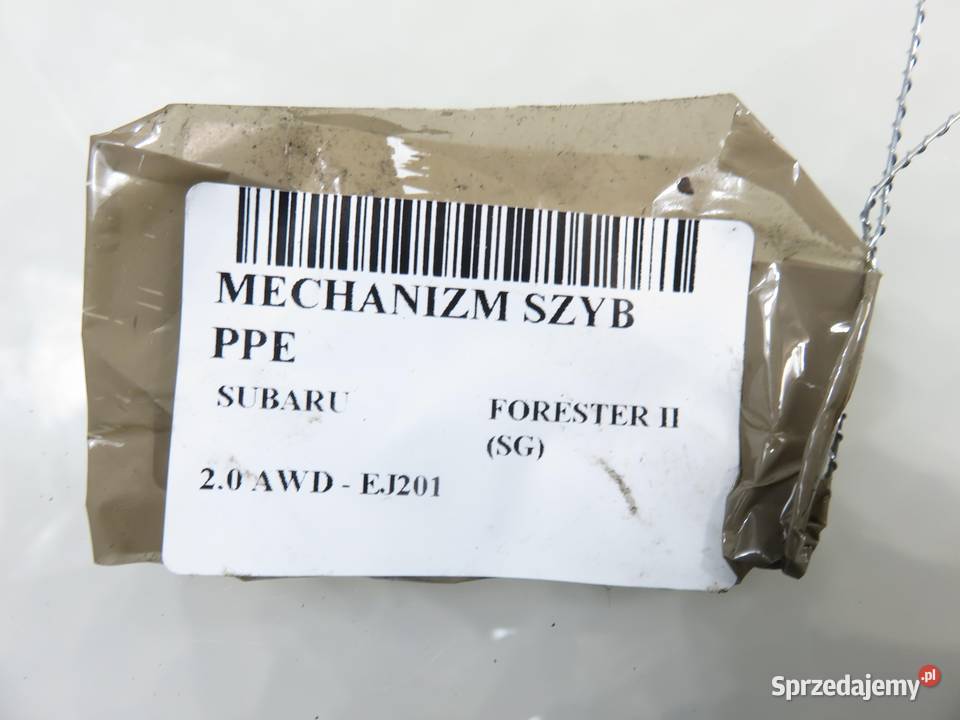 MECHANIZM SZYB
PPE
SUBARU
FORESTER II
(SG)
2.0 AWD - EJ201
Sprzedajemy.pl